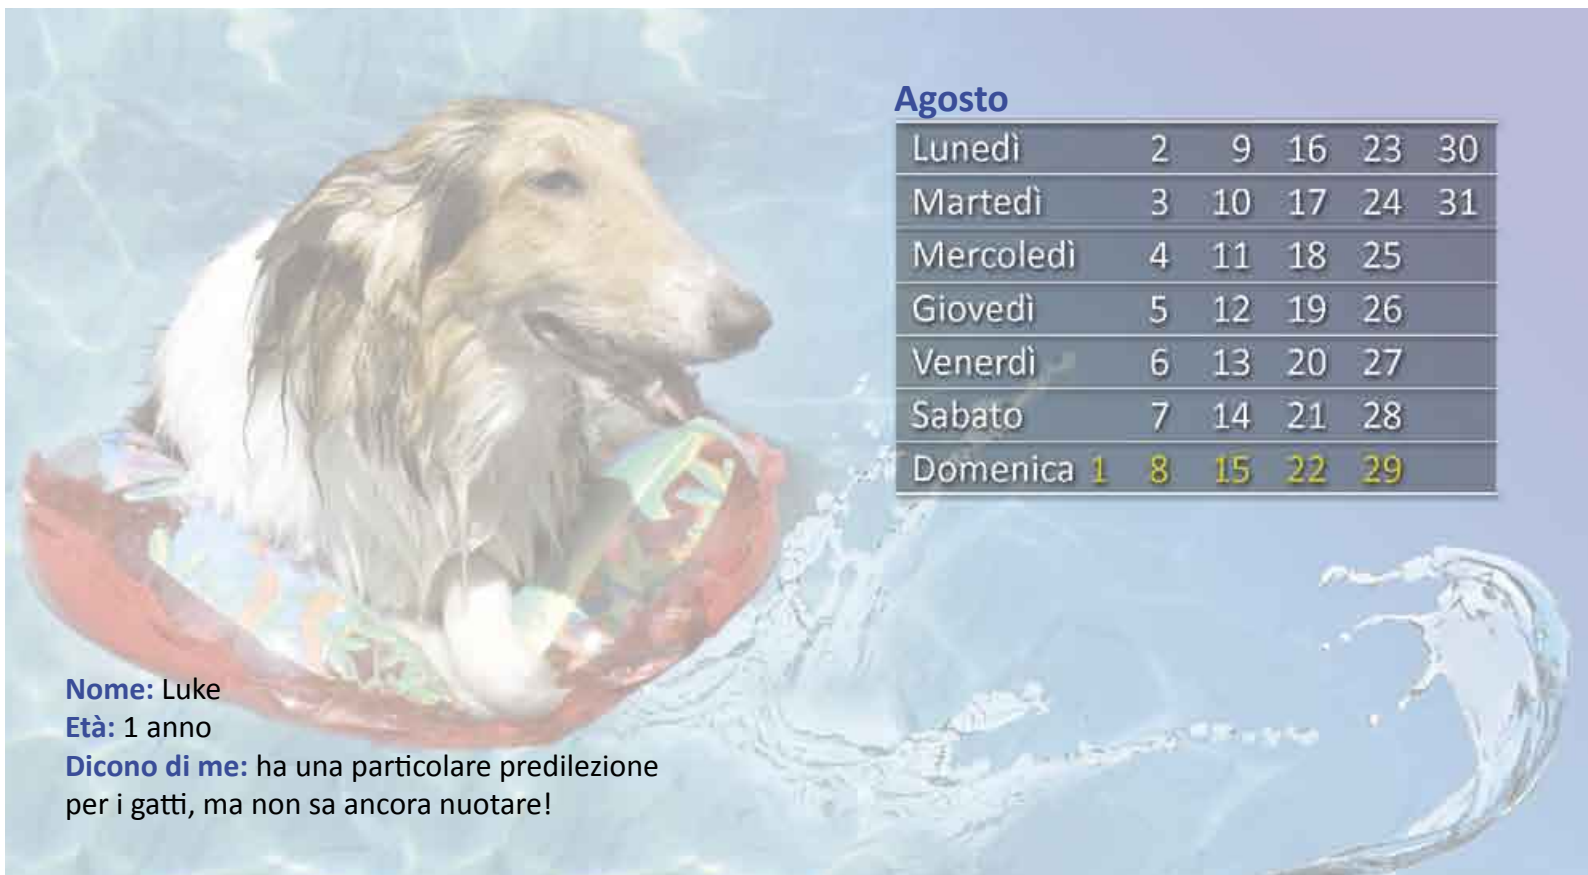 Agosto
Lunedì 2 9 16 23 30
Martedì 3 10 17 24 31
Mercoledì 4 11 18 25
Giovedì 5 12 19 26
Venerdì 6 13 20 27
Sabato 7 14 21 28
Domenica 1 8 15 22 29
Nome: Luke
Età: 1 anno
Dicono di me: ha una particolare predilezione
per i gatti, ma non sa ancora nuotare!